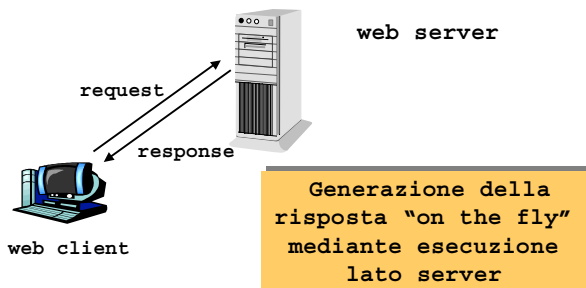 web server
request
response
web client
Generazione della
risposta “on the fly”
mediante esecuzione
lato server